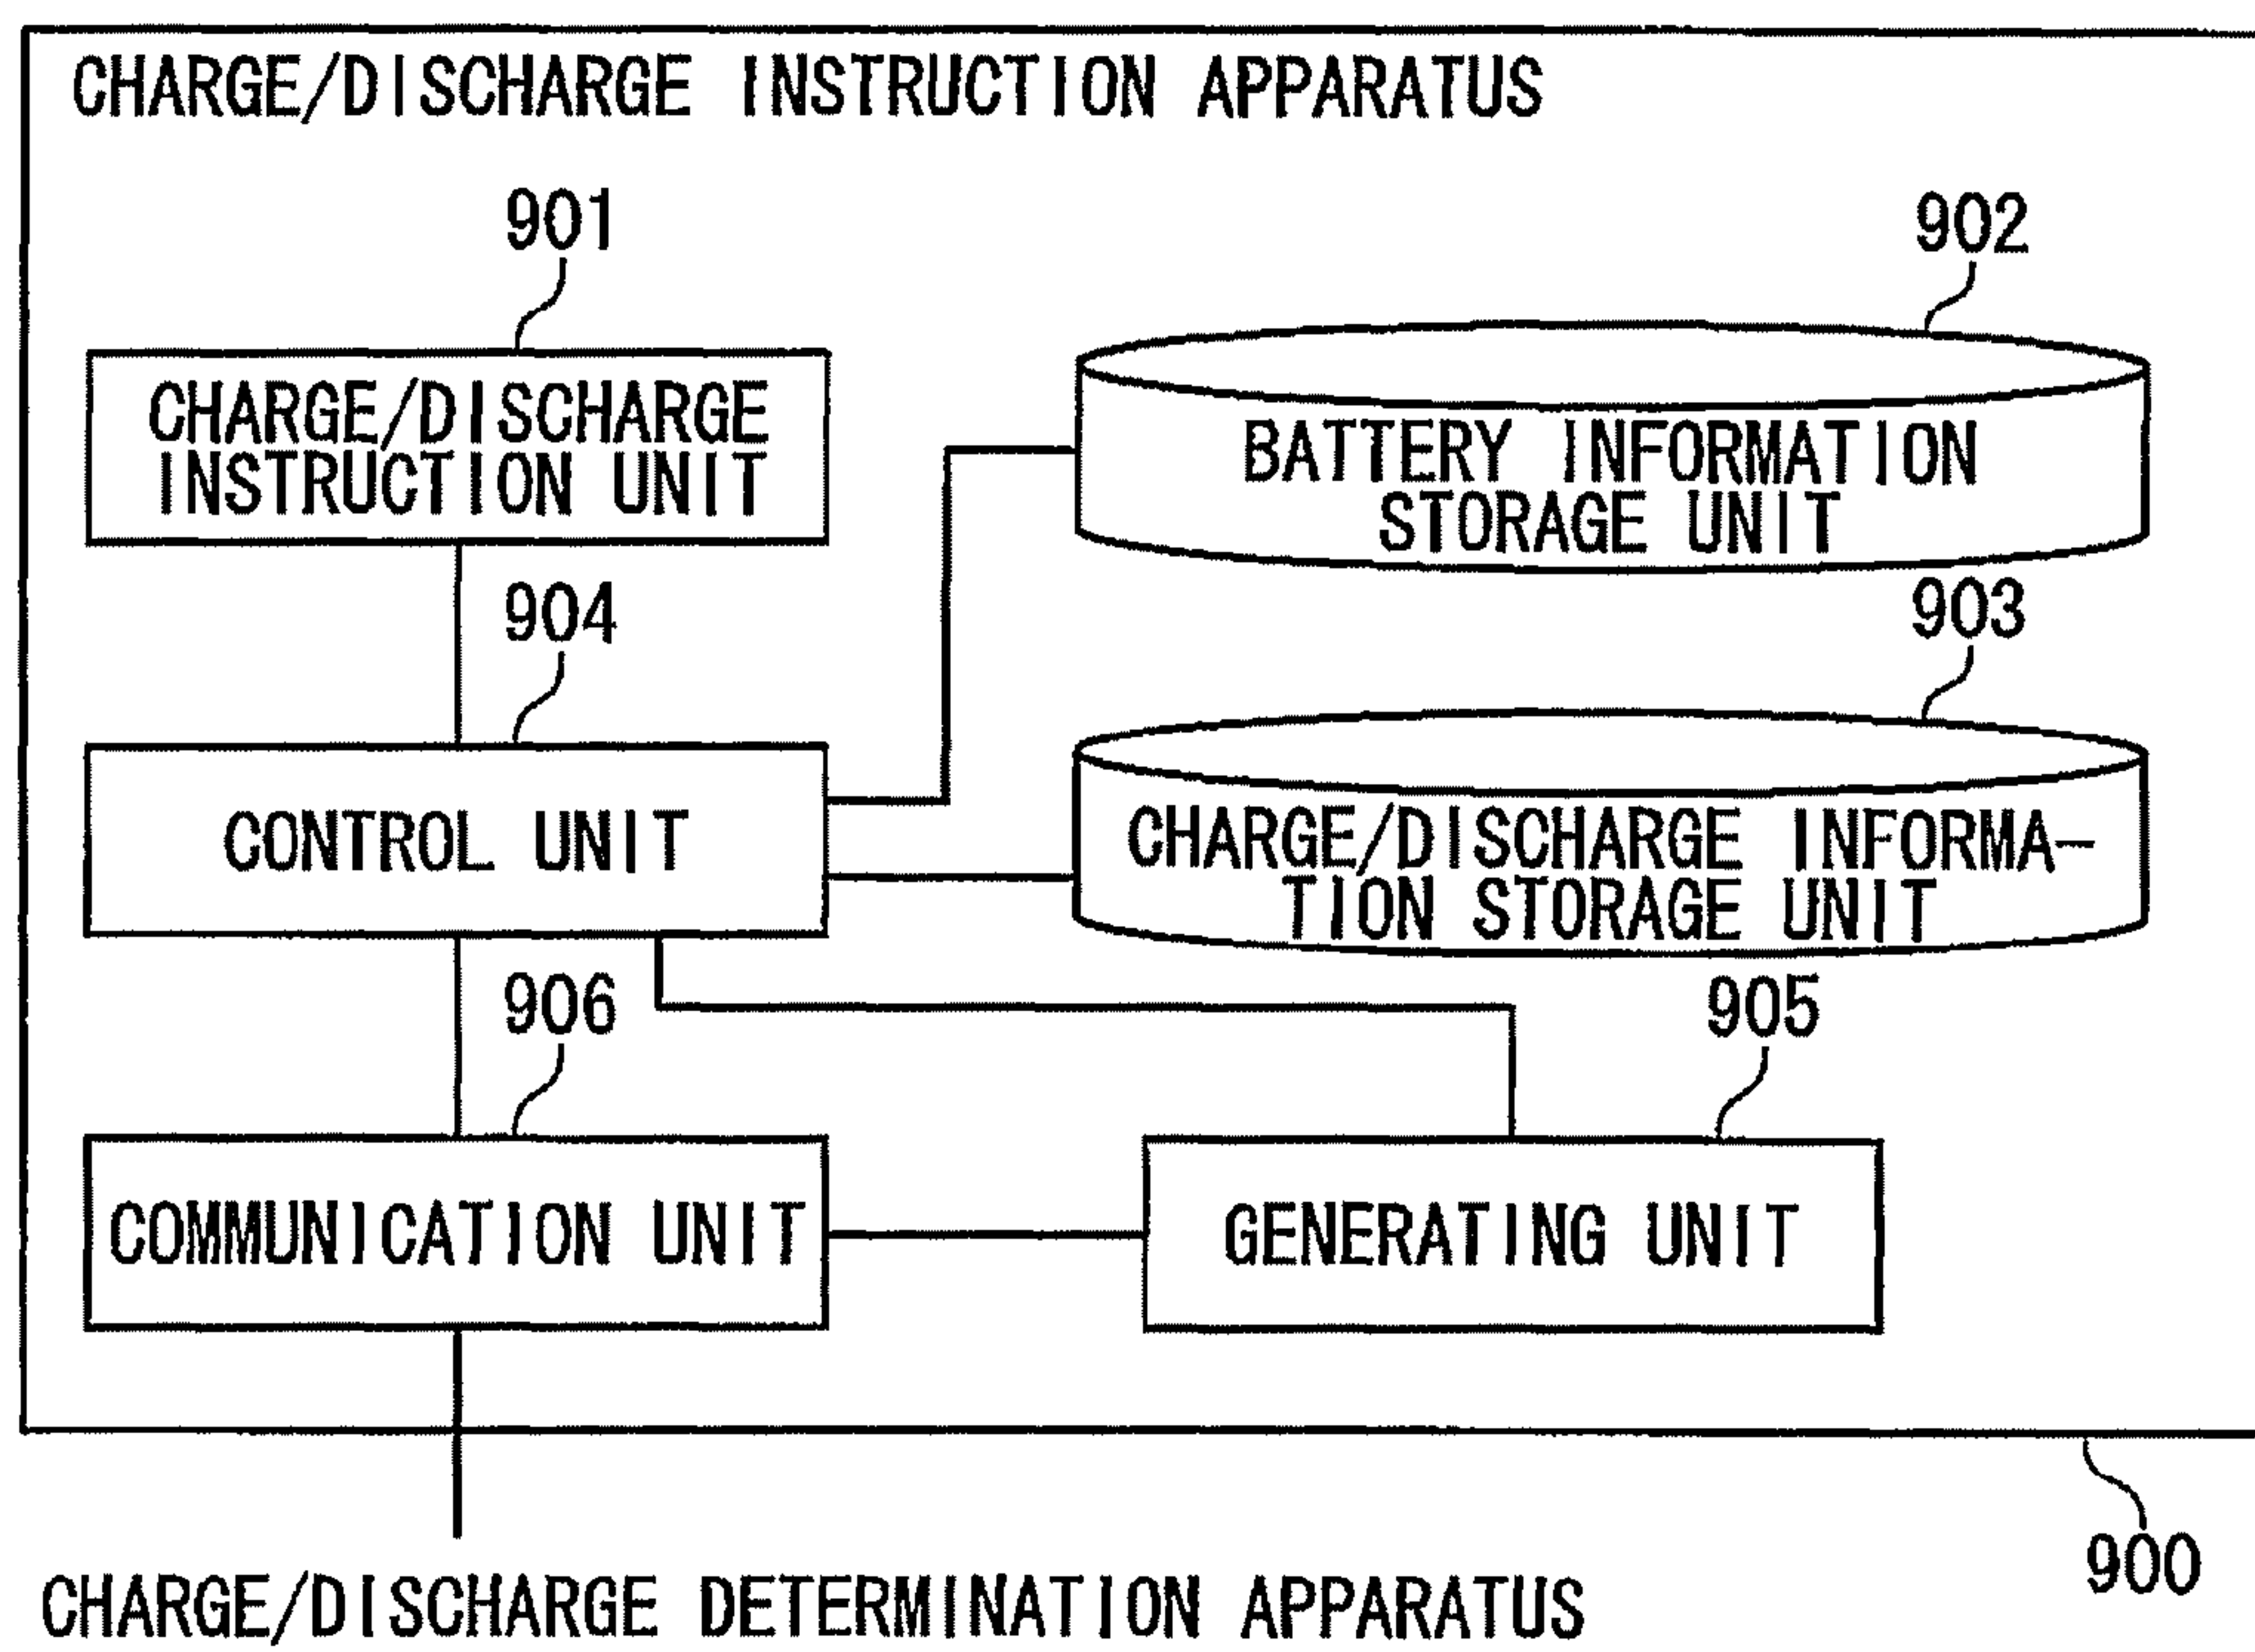 CHARGE/DISCHARGE INSTRUCTION APPARATUS
901
902
CHARGE/DISCHARGE
INSTRUCTION UNIT
BATTERY INFORMATION
STORAGE UNIT
904
903
CONTROL UNIT
CHARGE/DISCHARGE INFORMA-
TION STORAGE UNIT
906
905
COMMUNICATION UNIT
GENERATING UNIT
900
CHARGE/DISCHARGE DETERMINATION APPARATUS